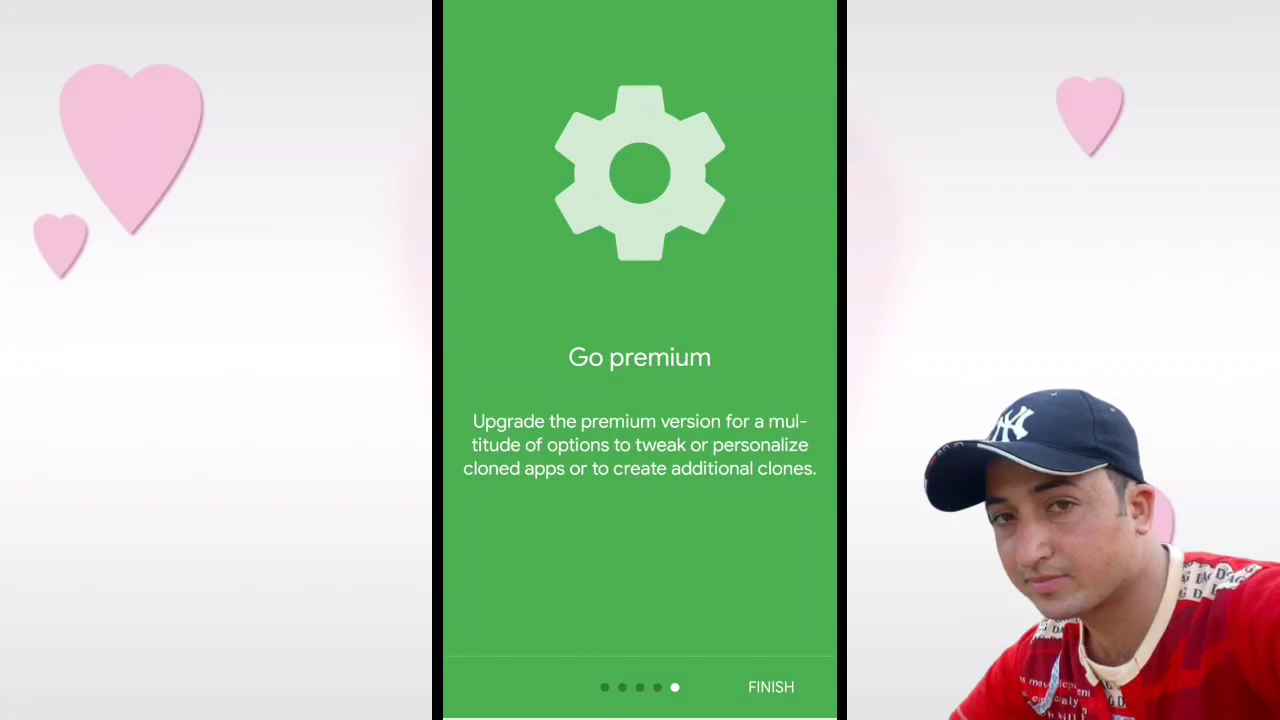 Go premium
Upgrade the premium version for a mul-
titude of options to tweak or personalize
cloned apps or to create additional clones.
FINISH
NY